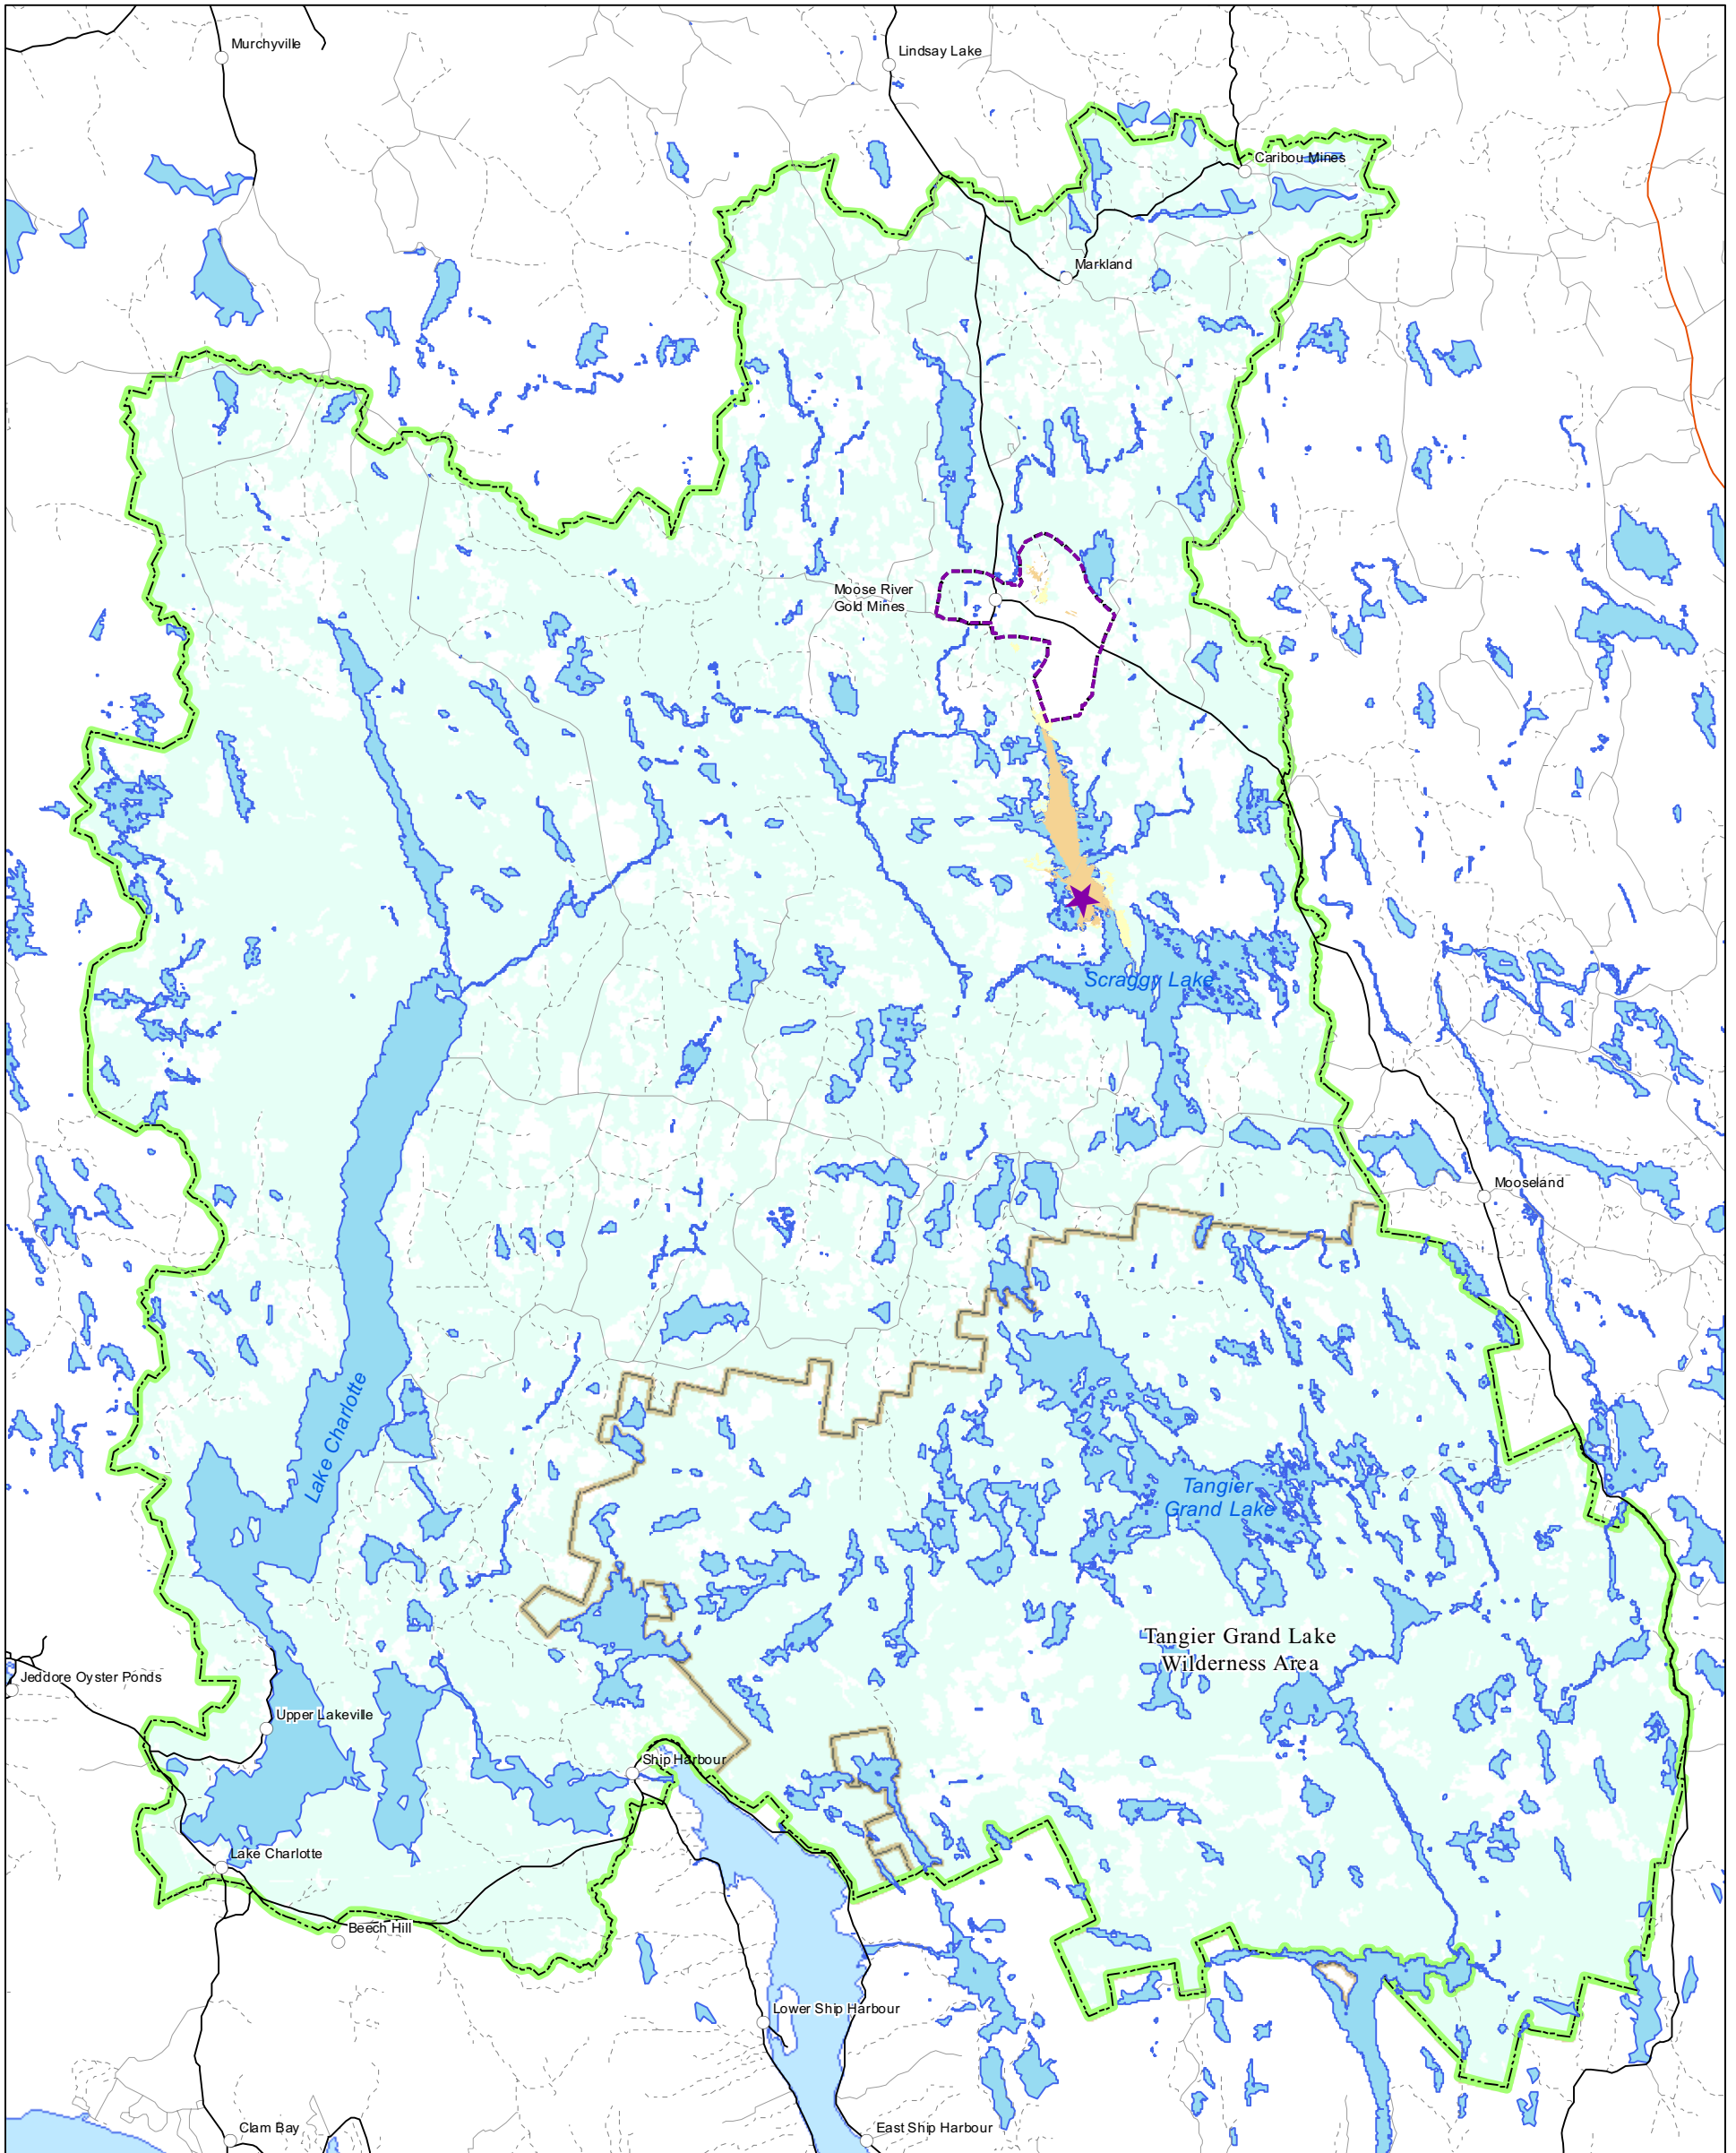 Murchyville
Lindsay Lake
Caribou Mines
Markland
Moose River
Gold Mines
Scraggy Lake
Mooseland
Lake Charlotte
Tangier
Grand Lake
Tangier Grand Lake
Wilderness Area
Jeddore Oyster Ponds
Upper Lakeville
Ship Harbour
Lake Charlotte
Beech Hill
Lower Ship Harbour
Clam Bay
East Ship Harbour